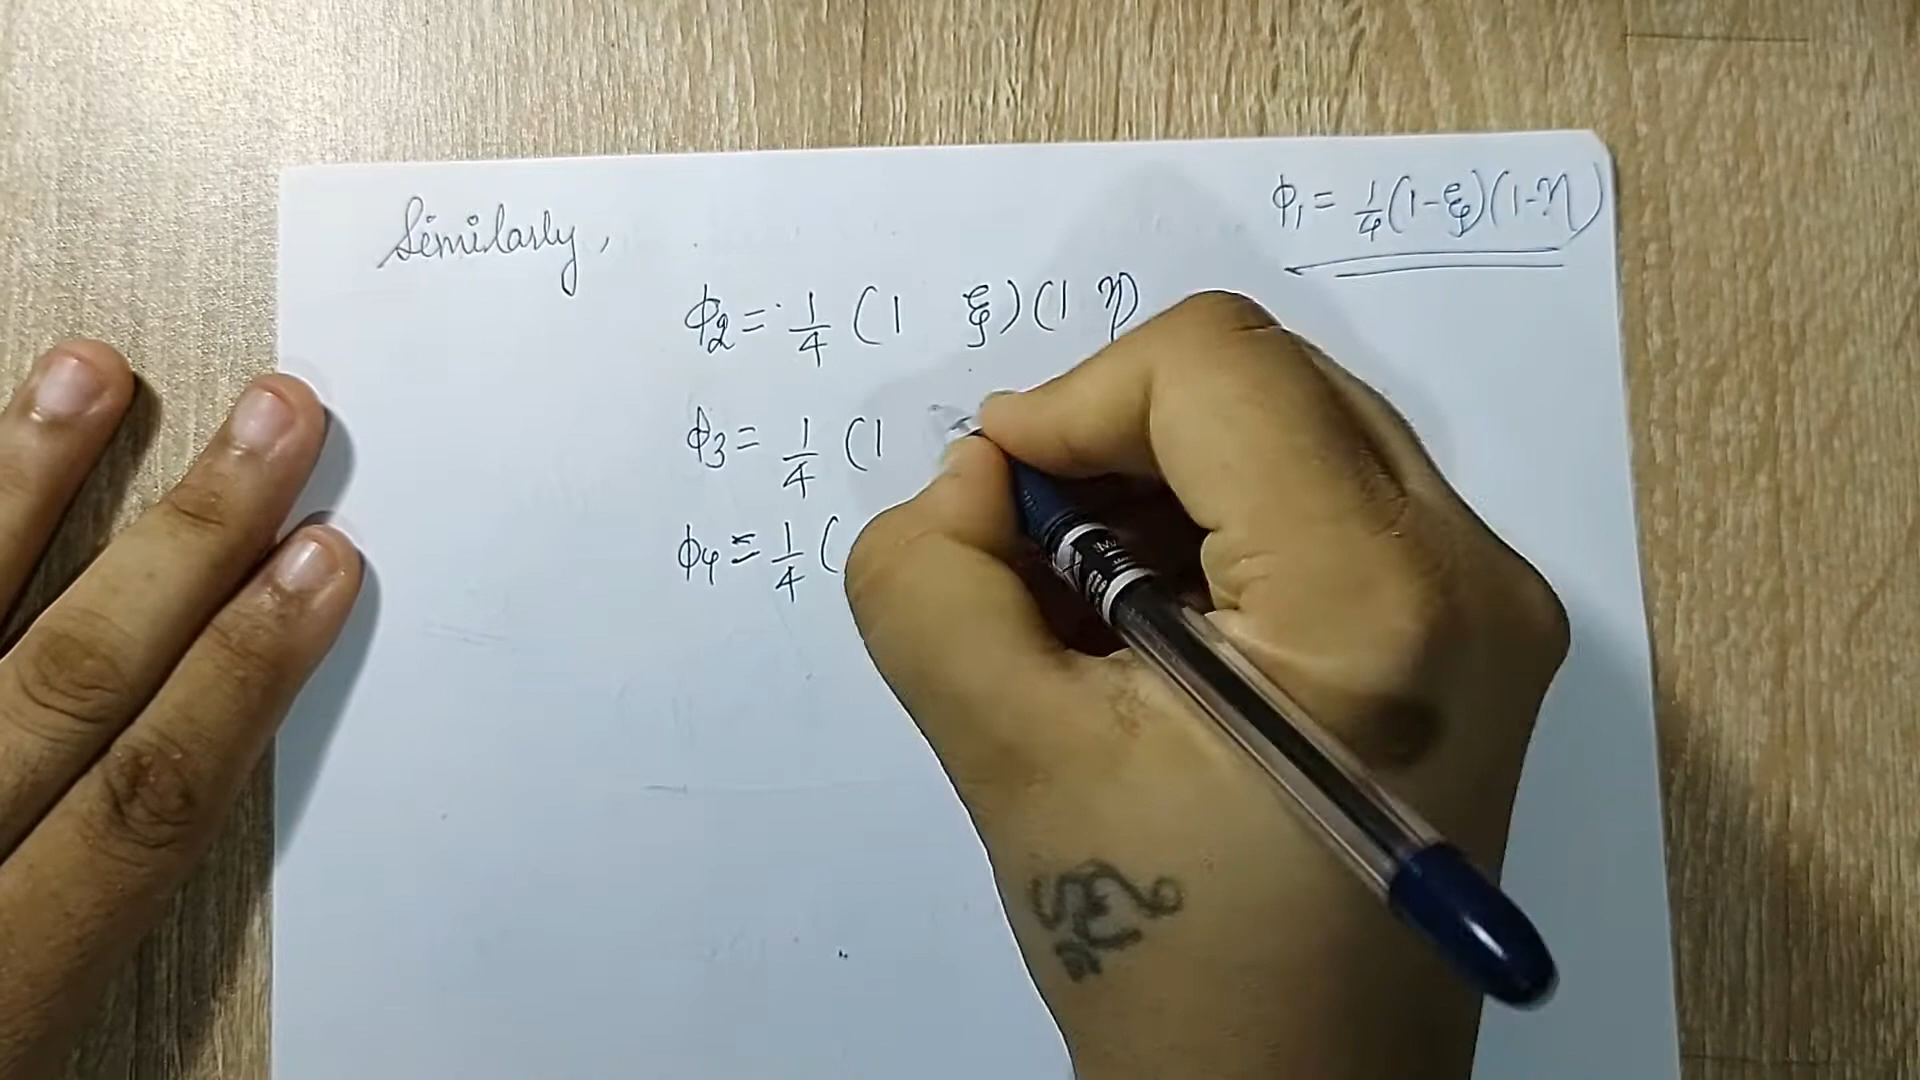 ϕ₁ = 1/4 (1-ξ)(1-η)
Similarly,
ϕ2 = 1/4 (1 ξ)(1 η)
ϕ3 = 1/4 (1
ϕ4 = 1/4 (